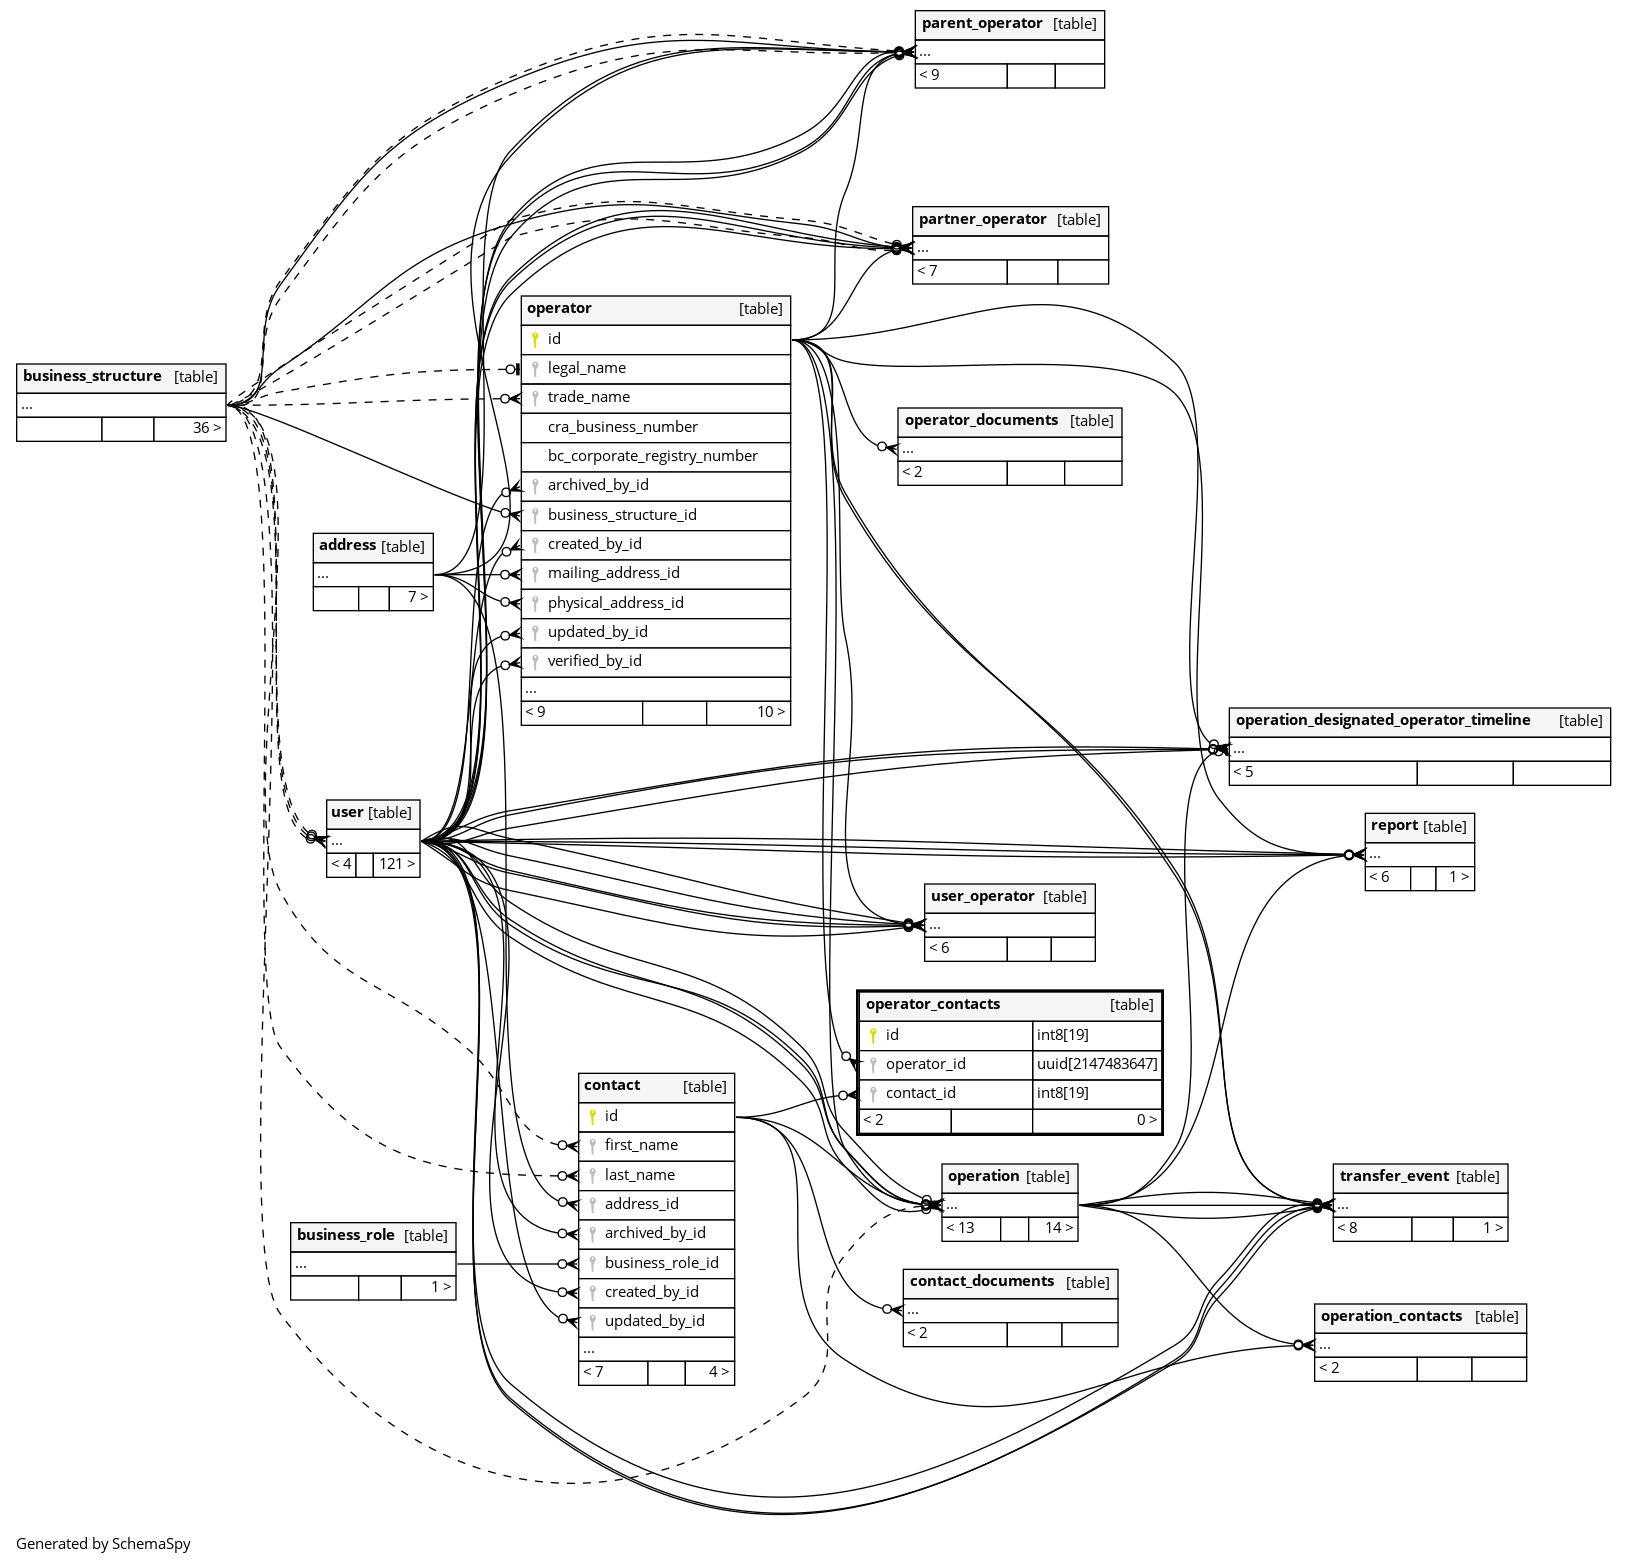 parent_operator [table]
...
< 9
partner_operator [table]
...
< 7
operator [table]
id
legal_name
trade_name
cra_business_number
bc_corporate_registry_number
archived_by_id
business_structure_id
created_by_id
mailing_address_id
physical_address_id
updated_by_id
verified_by_id
...
< 9 10 >
business_structure [table]
...
36 >
operator_documents [table]
...
< 2
address [table]
...
7 >
operation_designated_operator_timeline [table]
...
< 5
user [table]
...
< 4 121 >
report [table]
...
< 6 1 >
user_operator [table]
...
< 6
operator_contacts [table]
id int8[19]
operator_id uuid[2147483647]
contact_id int8[19]
< 2 0 >
contact [table]
id
first_name
last_name
address_id
archived_by_id
business_role_id
created_by_id
updated_by_id
...
< 7 4 >
operation [table]
...
< 13 14 >
transfer_event [table]
...
< 8 1 >
business_role [table]
...
1 >
contact_documents [table]
...
< 2
operation_contacts [table]
...
< 2
Generated by SchemaSpy